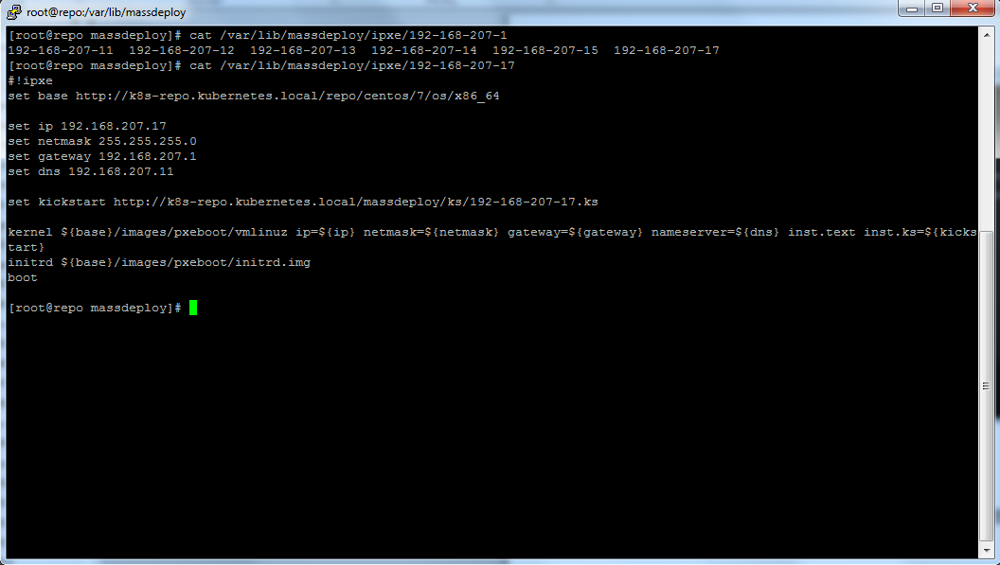 root@repo:/var/lib/massdeploy
[root@repo massdeploy]# cat /var/lib/massdeploy/ipxe/192-168-207-1
192-168-207-11  192-168-207-12  192-168-207-13  192-168-207-14  192-168-207-15  192-168-207-17
[root@repo massdeploy]# cat /var/lib/massdeploy/ipxe/192-168-207-17
#!ipxe
set base http://k8s-repo.kubernetes.local/repo/centos/7/os/x86_64
set ip 192.168.207.17
set netmask 255.255.255.0
set gateway 192.168.207.1
set dns 192.168.207.11
set kickstart http://k8s-repo.kubernetes.local/massdeploy/ks/192-168-207-17.ks
kernel ${base}/images/pxeboot/vmlinuz ip=${ip} netmask=${netmask} gateway=${gateway} nameserver=${dns} inst.text inst.ks=${kicks
tart}
initrd ${base}/images/pxeboot/initrd.img
boot
[root@repo massdeploy]#